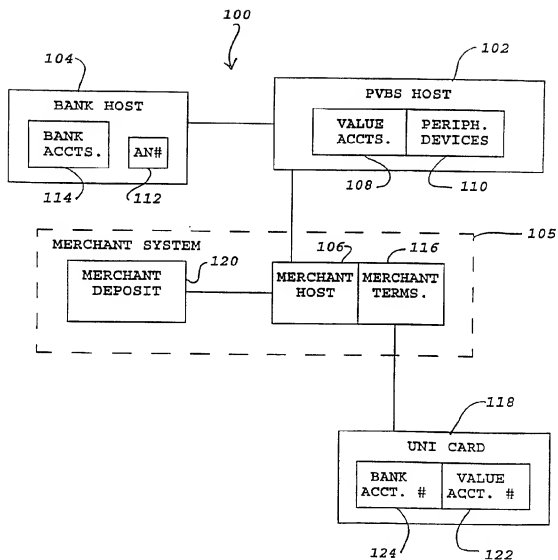 100
104
102
BANK HOST
PVBS HOST
BANK
ACCTS.
AN#
VALUE
ACCTS.
PERIPH.
DEVICES
114
112
108
110
105
MERCHANT SYSTEM
120
106
116
MERCHANT
DEPOSIT
MERCHANT
HOST
MERCHANT
TERMS.
118
UNI CARD
BANK
ACCT. #
VALUE
ACCT. #
124
122